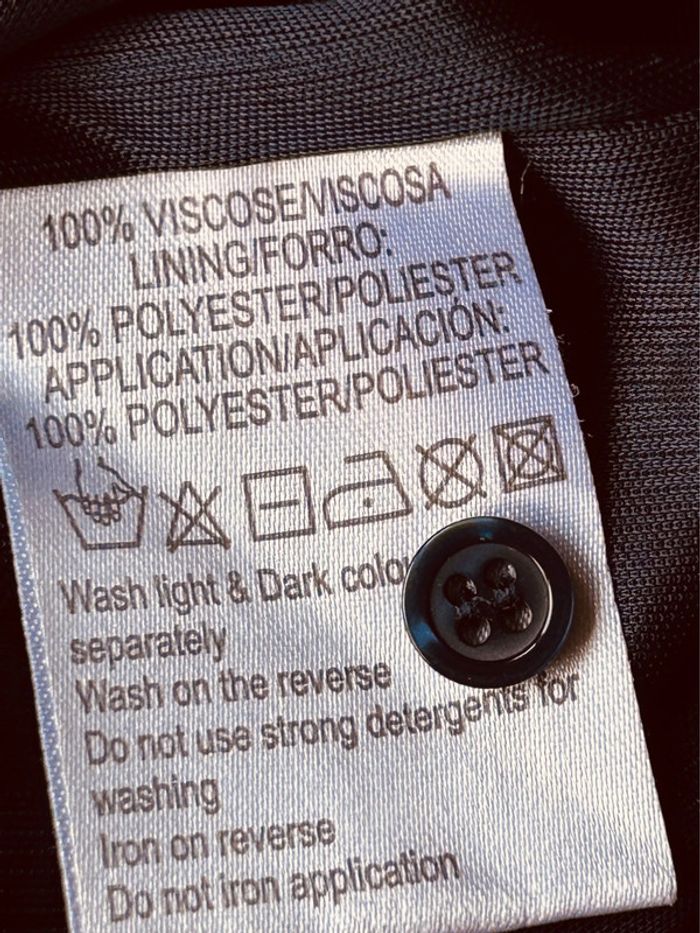 100% VISCOSE/VISCOSA
LINING/FORRO:
100% POLYESTER/POLIESTER
APPLICATION/APLICACIÓN:
100% POLYESTER/POLIESTER
Wash light & Dark
separately
Wash on the reverse
Do not use strong detergents for
washing
Iron on reverse
Do not iron application